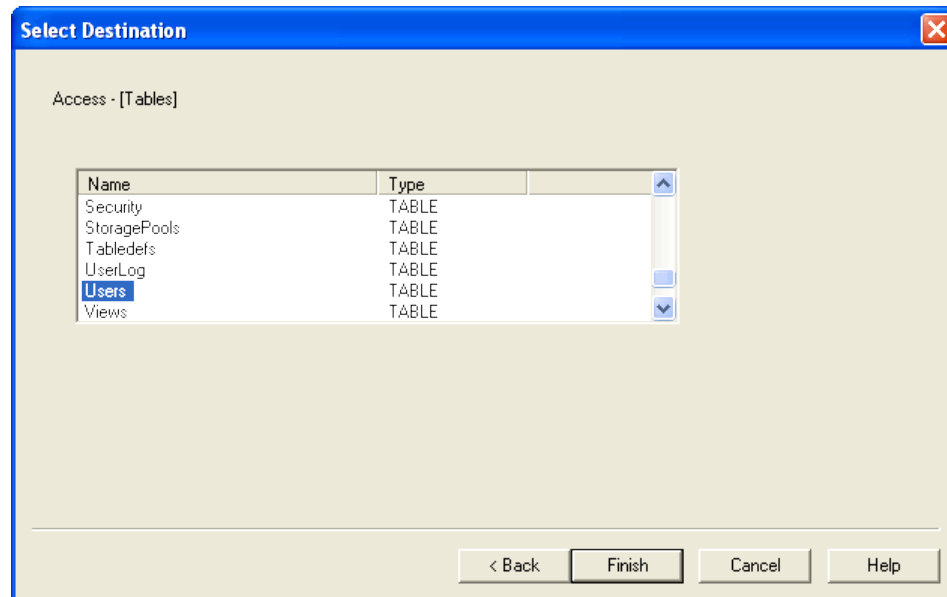 Select Destination
Access - [Tables]
Name Type
Security TABLE
StoragePools TABLE
Tabledefs TABLE
UserLog TABLE
Users TABLE
Views TABLE
< Back Finish Cancel Help